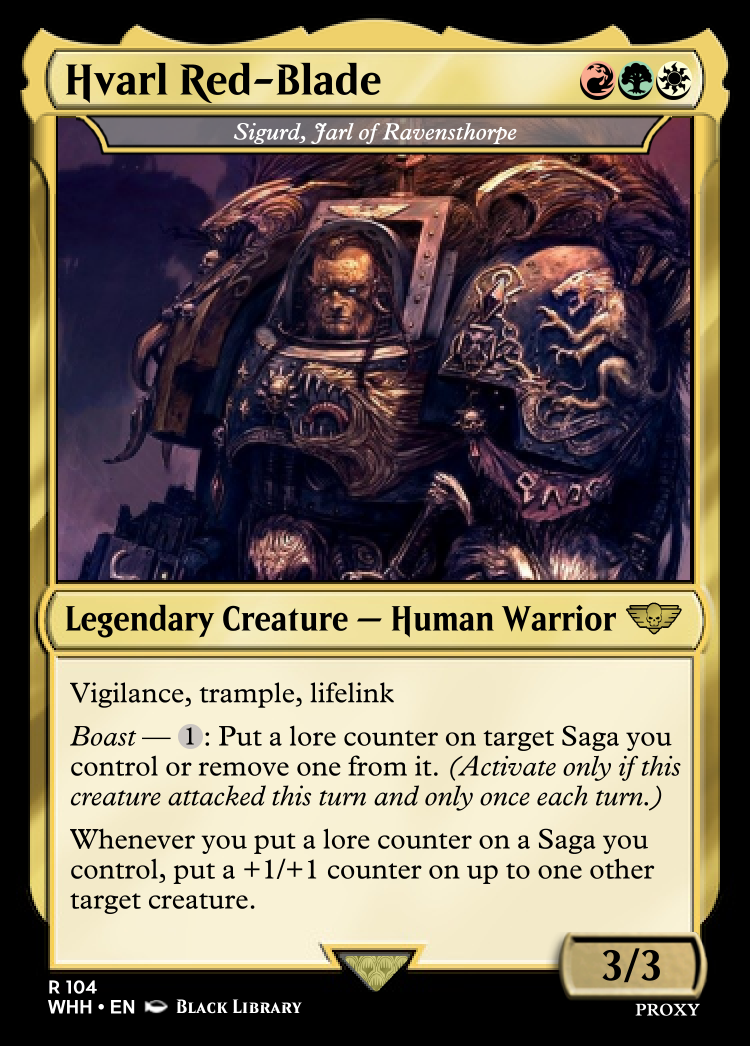 Hvarl Red-Blade
Sigurd, Jarl of Ravensthorpe
Legendary Creature — Human Warrior
Vigilance, trample, lifelink
Boast — 1: Put a lore counter on target Saga you
control or remove one from it. (Activate only if this
creature attacked this turn and only once each turn.)
Whenever you put a lore counter on a Saga you
control, put a +1/+1 counter on up to one other
target creature.
3/3
R 104
WHH • EN BLACK LIBRARY
PROXY